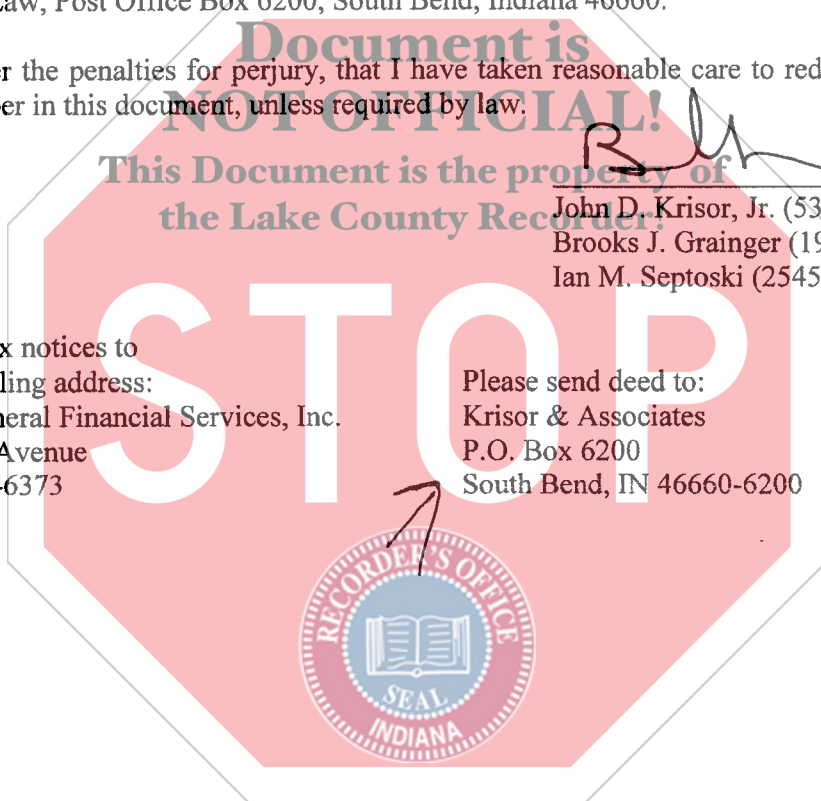 Law, Post Office Box 6200, South Bend, Indiana 46660.
Document is
er the penalties for perjury, that I have taken reasonable care to red
er in this document, unless required by law.
NOT OFFICIAL!
This Document is the property of
the Lake County Recorder!
John D. Krisor, Jr. (53
Brooks J. Grainger (19
Ian M. Septoski (2545
STOP
x notices to
ling address:
neral Financial Services, Inc.
Avenue
-6373
Please send deed to:
Krisor & Associates
P.O. Box 6200
South Bend, IN 46660-6200
RECORDER'S OFFICE
SEAL
INDIANA